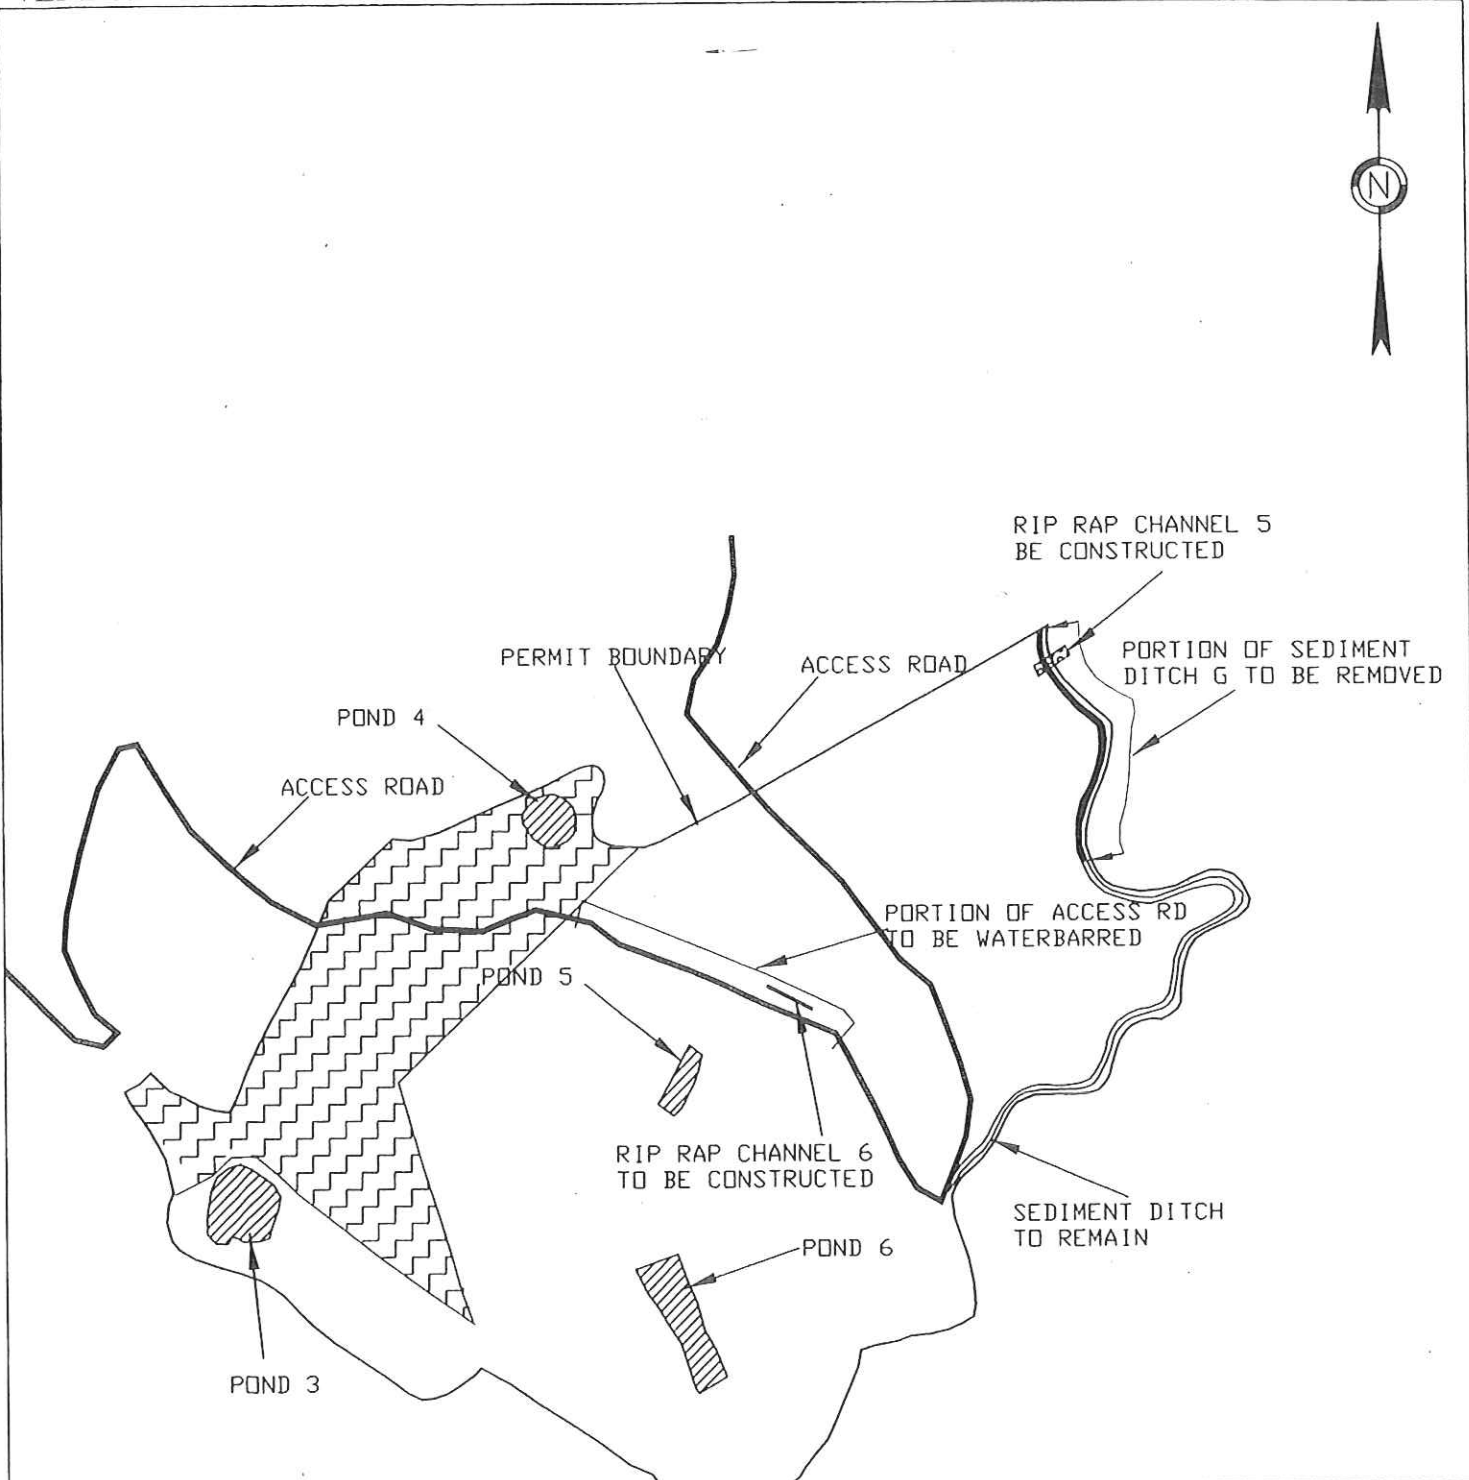 N
RIP RAP CHANNEL 5
BE CONSTRUCTED
PERMIT BOUNDARY
ACCESS ROAD
PORTION OF SEDIMENT
DITCH G TO BE REMOVED
POND 4
ACCESS ROAD
PORTION OF ACCESS RD
TO BE WATERBARRED
POND 5
RIP RAP CHANNEL 6
TO BE CONSTRUCTED
SEDIMENT DITCH
TO REMAIN
POND 6
POND 3